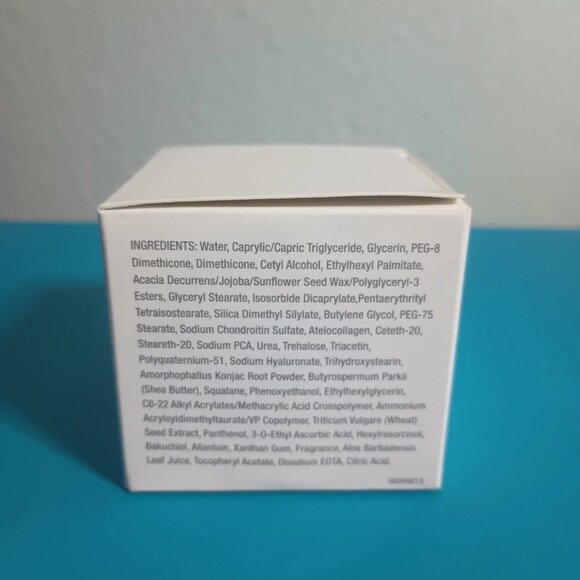 INGREDIENTS: Water, Caprylic/Capric Triglyceride, Glycerin, PEG-8
Dimethicone, Dimethicone, Cetyl Alcohol, Ethylhexyl Palmitate,
Acacia Decurrens/Jojoba/Sunflower Seed Wax/Polyglyceryl-3
Esters, Glyceryl Stearate, Isosorbide Dicaprylate,Pentaerythrityl
Tetraisostearate, Silica Dimethyl Silylate, Butylene Glycol, PEG-75
Stearate, Sodium Chondroitin Sulfate, Atelocollagen, Ceteth-20,
Steareth-20, Sodium PCA, Urea, Trehalose, Triacetin,
Polyquaternium-51, Sodium Hyaluronate, Trihydroxystearin,
Amorphophallus Konjac Root Powder, Butyrospermum Parkii
(Shea Butter), Squalane, Phenoxyethanol, Ethylhexylglycerin,
C8-22 Alkyl Acrylates/Methacrylic Acid Crosspolymer, Ammonium
Acryloyldimethyltaurate/VP Copolymer, Triticum Vulgare (Wheat)
Seed Extract, Panthenol, 3-O-Ethyl Ascorbic Acid, Hexylresorcinol,
Bakuchiol, Allantoin, Xanthan Gum, Fragrance, Aloe Barbadensis
Leaf Juice, Tocopheryl Acetate, Disodium EDTA, Citric Acid.